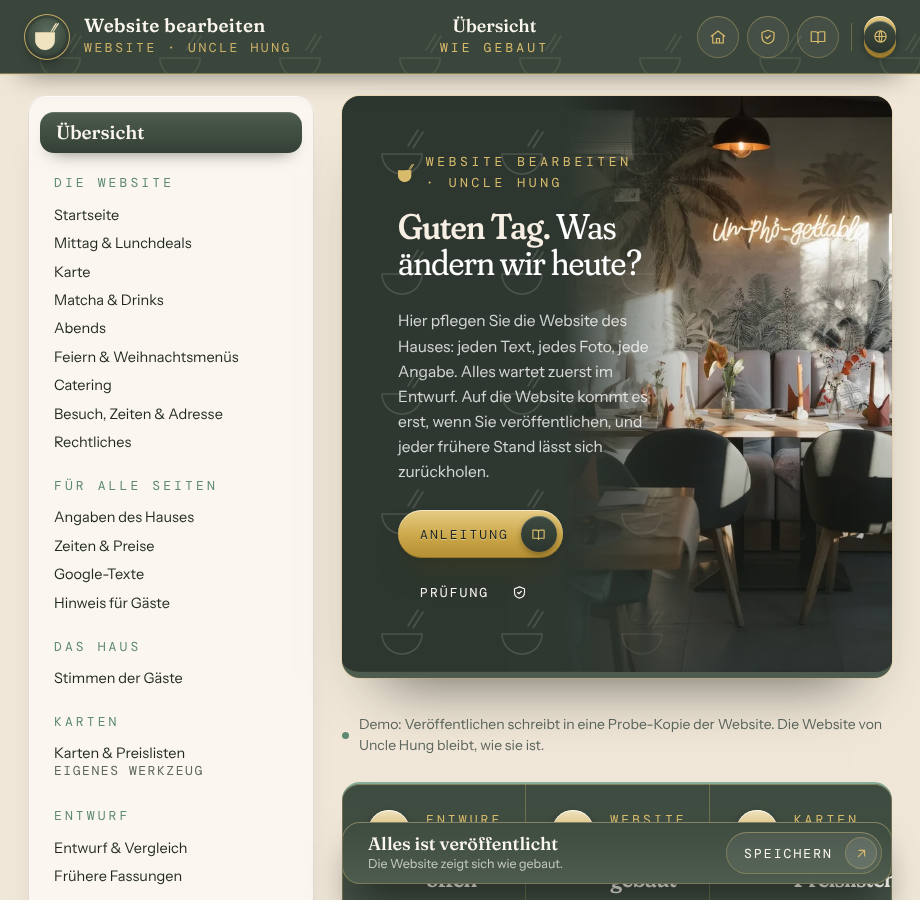 Website bearbeiten
WEBSITE · UNCLE HUNG
Übersicht
WIE GEBAUT
Übersicht
DIE WEBSITE
Startseite
Mittag & Lunchdeals
Karte
Matcha & Drinks
Abends
Feiern & Weihnachtsmenüs
Catering
Besuch, Zeiten & Adresse
Rechtliches
FÜR ALLE SEITEN
Angaben des Hauses
Zeiten & Preise
Google-Texte
Hinweis für Gäste
DAS HAUS
Stimmen der Gäste
KARTEN
Karten & Preislisten
EIGENES WERKZEUG
ENTWURF
Entwurf & Vergleich
Frühere Fassungen
WEBSITE BEARBEITEN
· UNCLE HUNG
Guten Tag. Was
ändern wir heute?
Hier pflegen Sie die Website des
Hauses: jeden Text, jedes Foto, jede
Angabe. Alles wartet zuerst im
Entwurf. Auf die Website kommt es
erst, wenn Sie veröffentlichen, und
jeder frühere Stand lässt sich
zurückholen.
ANLEITUNG
PRÜFUNG
Un-phở-gettable
Demo: Veröffentlichen schreibt in eine Probe-Kopie der Website. Die Website von
Uncle Hung bleibt, wie sie ist.
ENTWURF
WEBSITE
KARTEN
Alles ist veröffentlicht
Die Website zeigt sich wie gebaut.
SPEICHERN
offen
gebaut